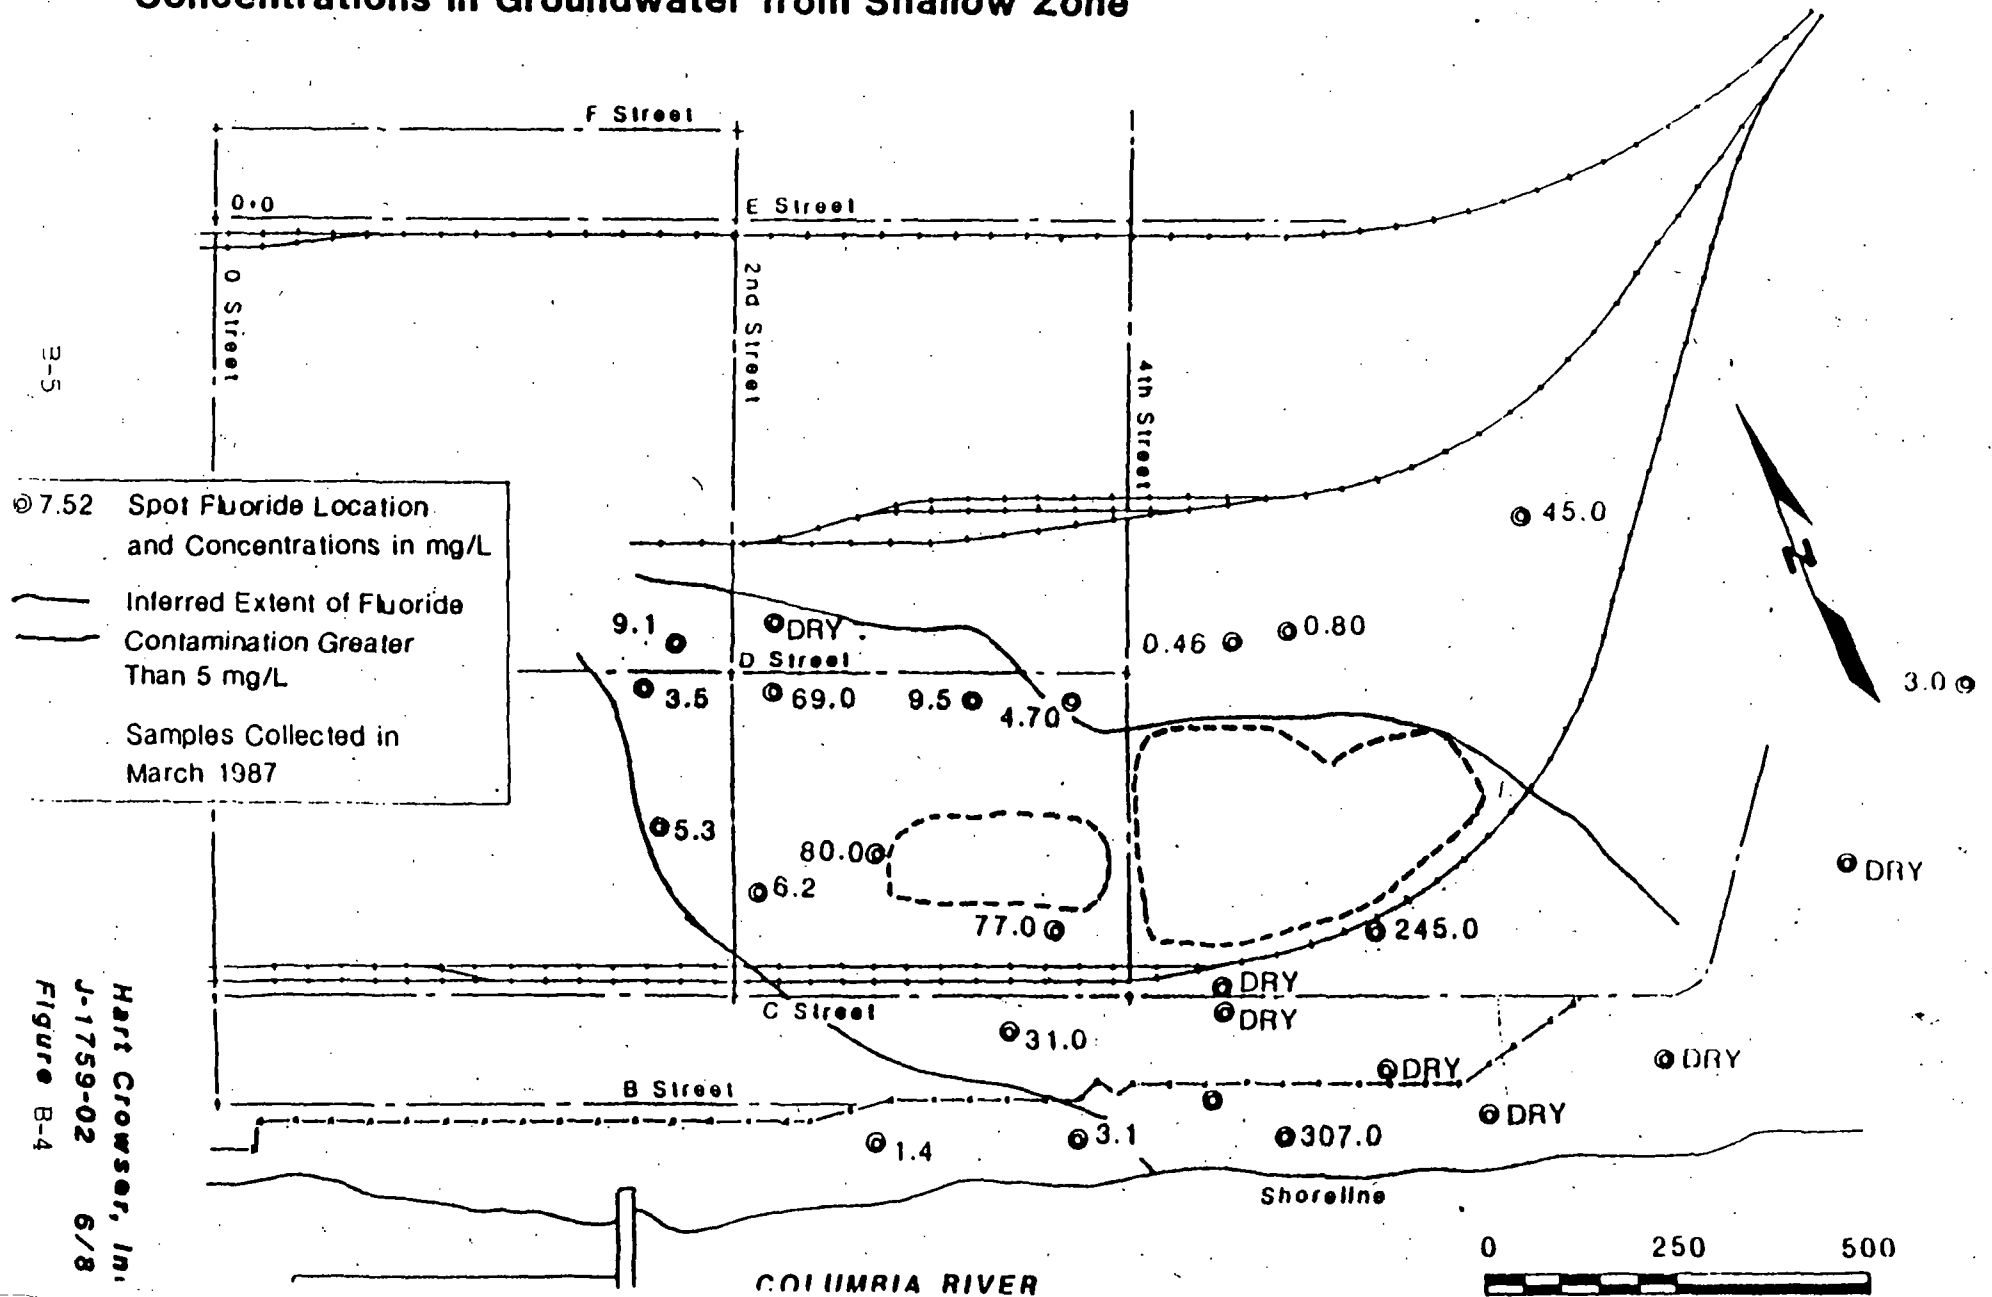 Concentrations in Groundwater from Shallow Zone
F Street
0+0
E Street
0 Street
2nd Street
4th Street
B-5
7.52 Spot Fluoride Location
and Concentrations in mg/L
Inferred Extent of Fluoride
Contamination Greater
Than 5 mg/L
Samples Collected in
March 1987
45.0
N
9.1
DRY
0.46
0.80
D Street
3.5
69.0
9.5
4.70
3.0
5.3
80.0
6.2
DRY
77.0
245.0
DRY
C Street
DRY
31.0
DRY
DRY
B Street
DRY
1.4
3.1
307.0
Shoreline
COLUMBIA RIVER
0 250 500
Hart Crowser, Inc
J-1759-02 6/8
Figure B-4